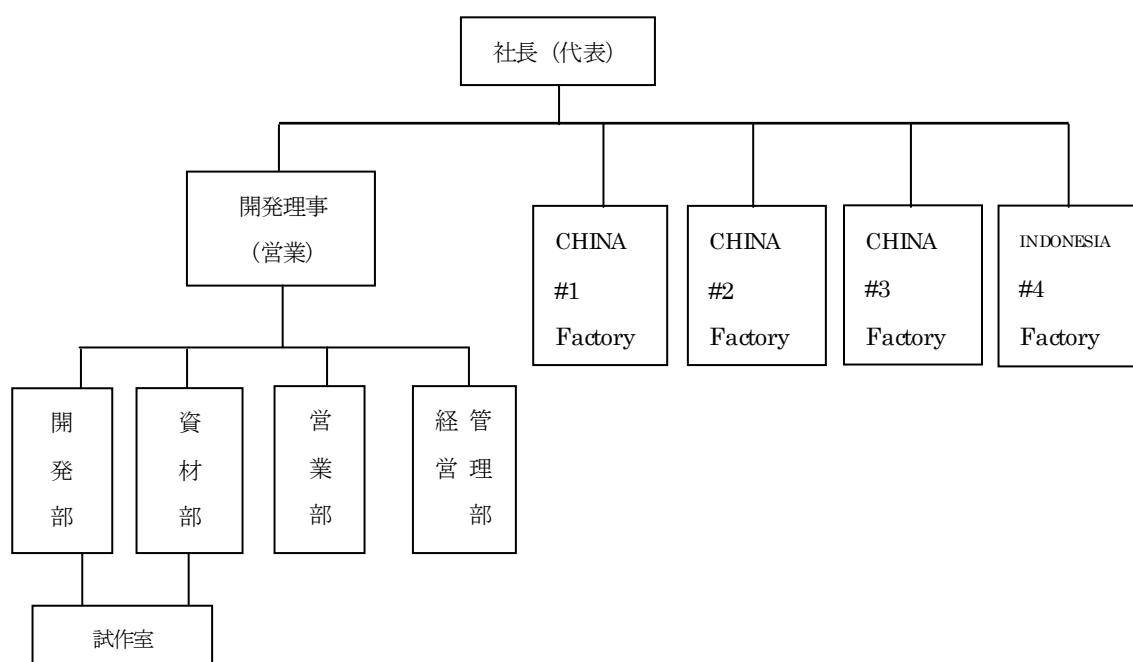 社長（代表）
開発理事
（営業）
CHINA
#1
Factory
CHINA
#2
Factory
CHINA
#3
Factory
INDONESIA
#4
Factory
開発部
資材部
営業部
経営
管理部
試作室